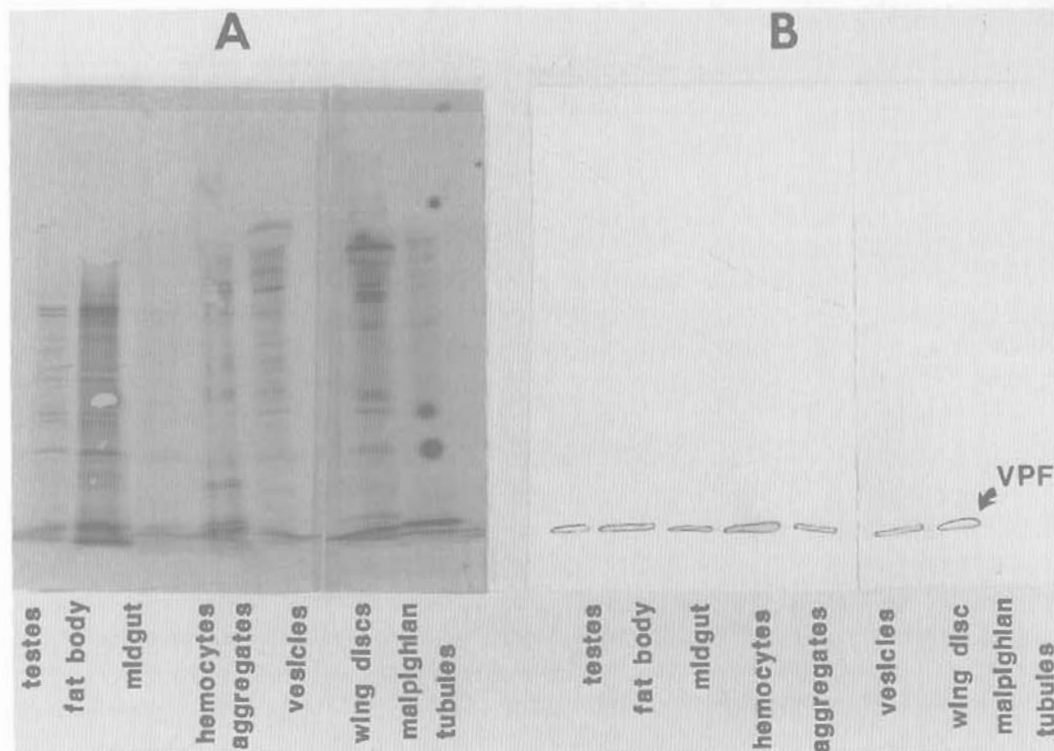 A
B
VPF
testes
fat body
midgut
hemocytes
aggregates
vesicles
wing discs
malpighian
tubules
testes
fat body
midgut
hemocytes
aggregates
vesicles
wing disc
malpighian
tubules